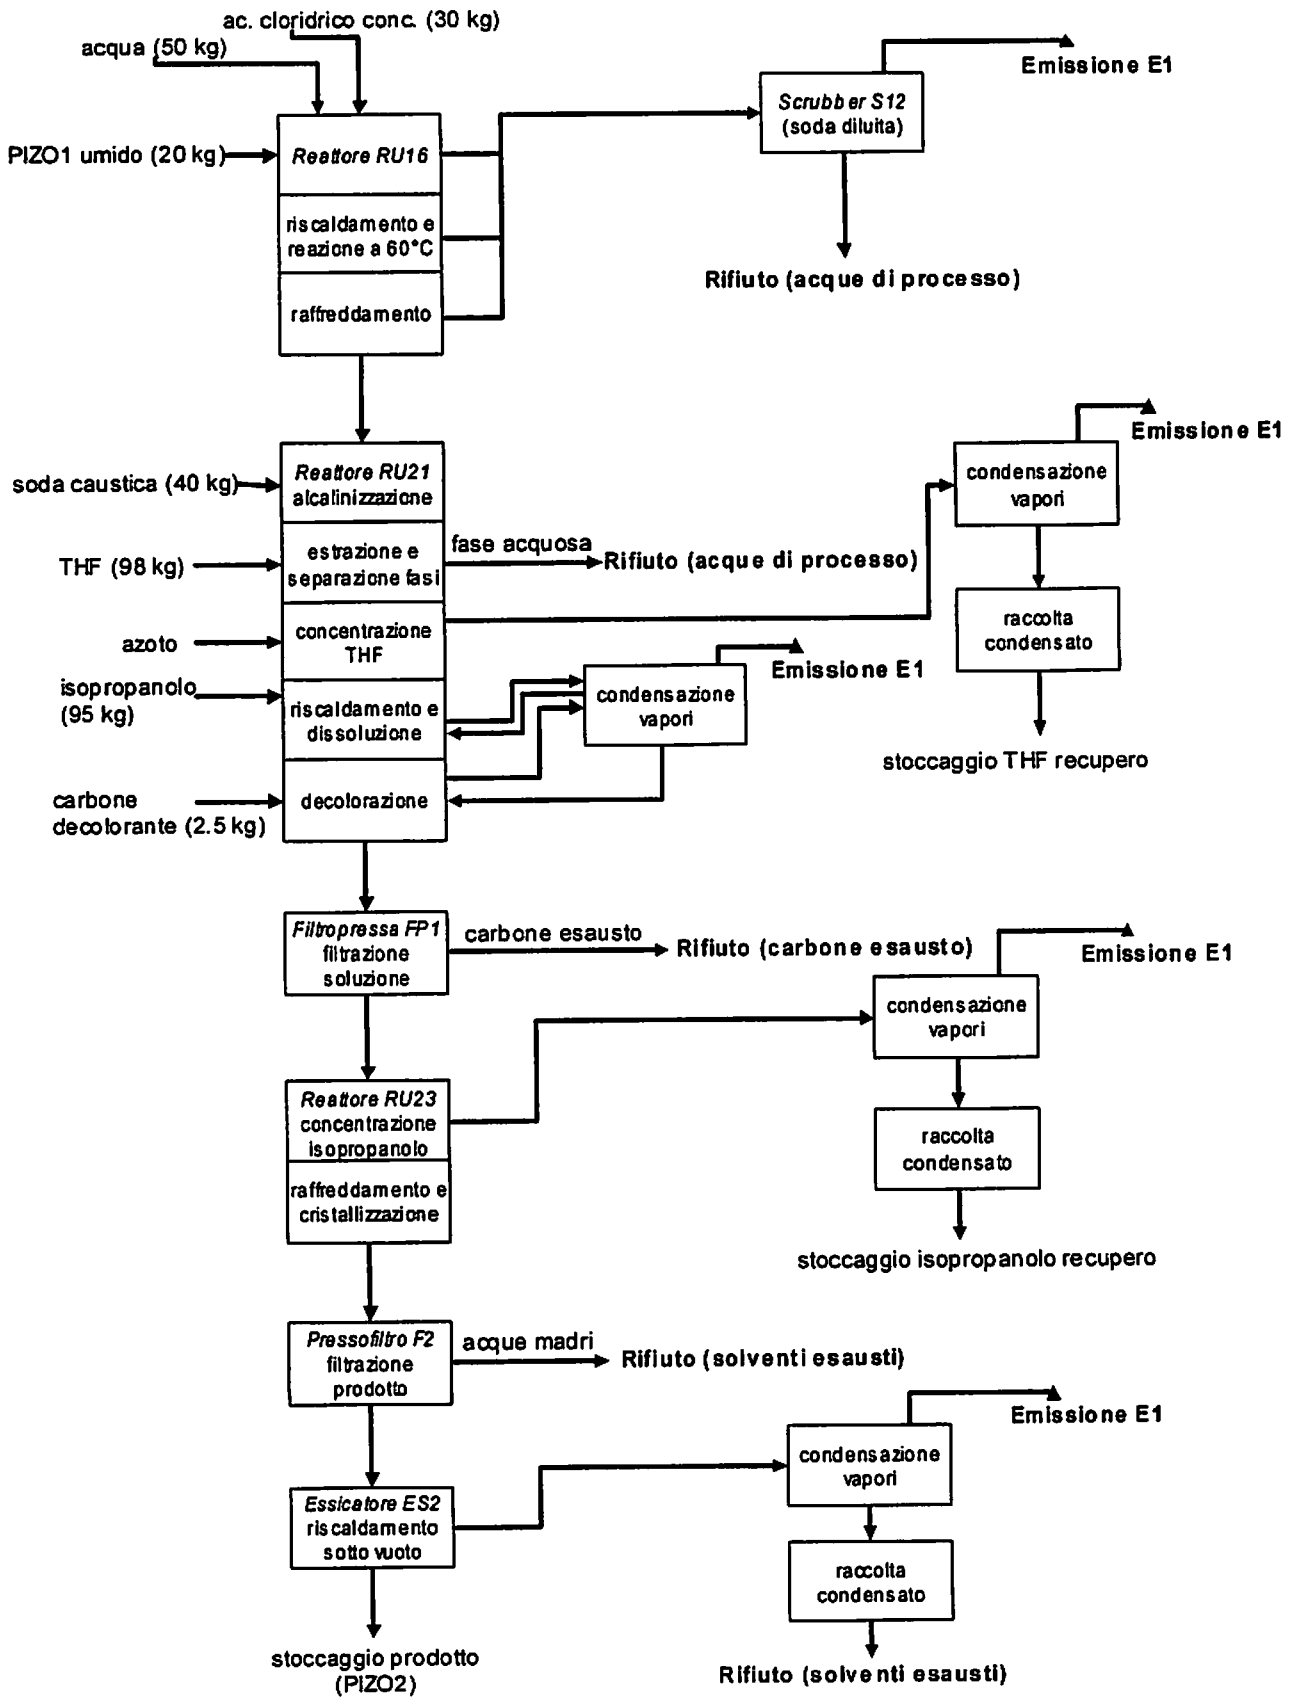 ac. cloridrico conc. (30 kg)
acqua (50 kg)
Emissione E1
Scrubber S12
(soda diluita)
PIZO1 umido (20 kg)
Reattore RU16
riscaldamento e
reazione a 60°C
Rifiuto (acque di processo)
raffreddamento
Emissione E1
soda caustica (40 kg)
Reattore RU21
alcalinizzazione
condensazione
vapori
THF (98 kg)
estrazione e
separazione fasi
fase acquosa
Rifiuto (acque di processo)
azoto
concentrazione
THF
raccolta
condensato
Emissione E1
isopropanolo
(95 kg)
riscaldamento e
dissoluzione
condensazione
vapori
stoccaggio THF recupero
carbone
decolorante (2.5 kg)
decolorazione
Filtropressa FP1
filtrazione
soluzione
carbone esausto
Rifiuto (carbone esausto)
Emissione E1
condensazione
vapori
Reattore RU23
concentrazione
isopropanolo
raccolta
condensato
raffreddamento e
cristallizzazione
stoccaggio isopropanolo recupero
Pressofiltro F2
filtrazione
prodotto
acque madri
Rifiuto (solventi esausti)
Emissione E1
condensazione
vapori
Essicatore ES2
riscaldamento
sotto vuoto
raccolta
condensato
stoccaggio prodotto
(PIZO2)
Rifiuto (solventi esausti)